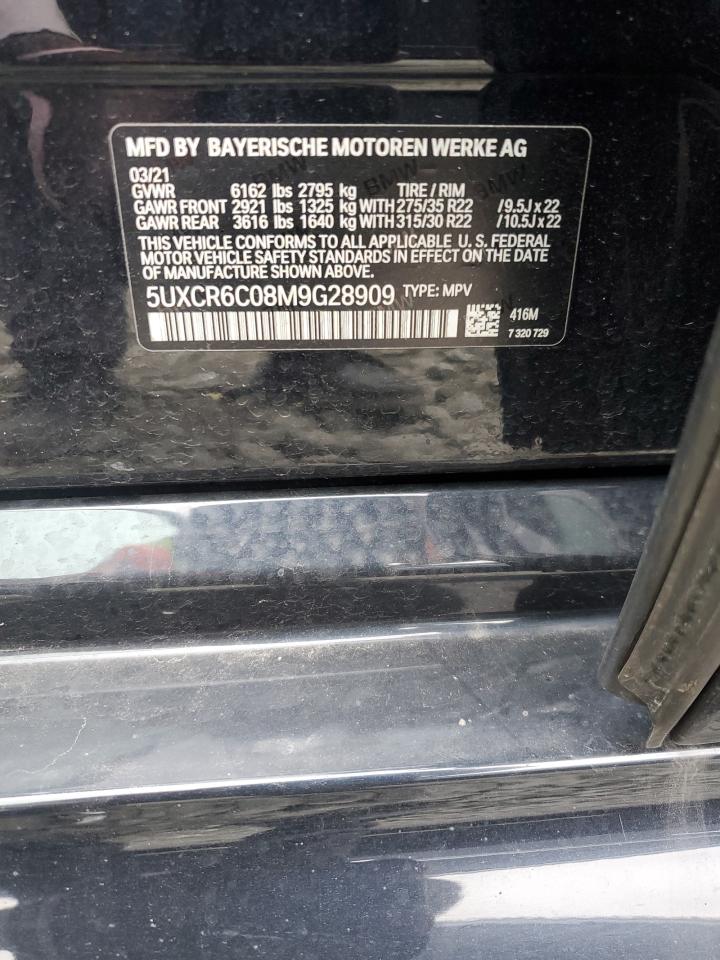 MFD BY BAYERISCHE MOTOREN WERKE AG
03/21
GVWR 6162 lbs 2795 kg TIRE / RIM
GAWR FRONT 2921 lbs 1325 kg WITH 275/35 R22 /9.5J x 22
GAWR REAR 3616 lbs 1640 kg WITH 315/30 R22 /10.5J x 22
THIS VEHICLE CONFORMS TO ALL APPLICABLE U. S. FEDERAL
MOTOR VEHICLE SAFETY STANDARDS IN EFFECT ON THE DATE
OF MANUFACTURE SHOWN ABOVE.
5UXCR6C08M9G28909 TYPE: MPV
416M
7 320 729